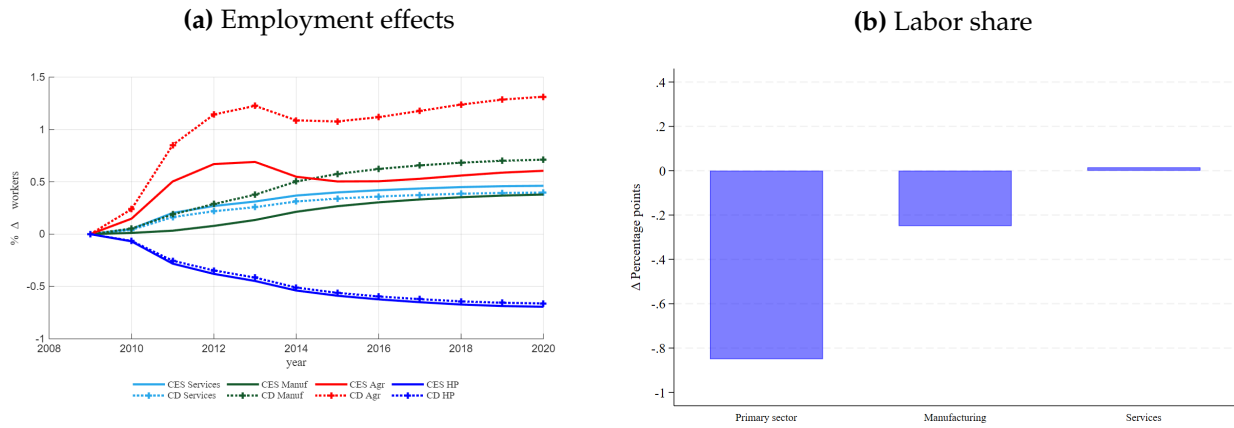 (a) Employment effects
1.5
1
0.5
0
-0.5
-1
% Δ workers
2008 2010 2012 2014 2016 2018 2020
year
CES Services CES Manuf CES Agr CES HP
CD Services CD Manuf CD Agr CD HP
(b) Labor share
.4
.2
0
-.2
-.4
-.6
-.8
-1
Δ Percentage points
Primary sector Manufacturing Services